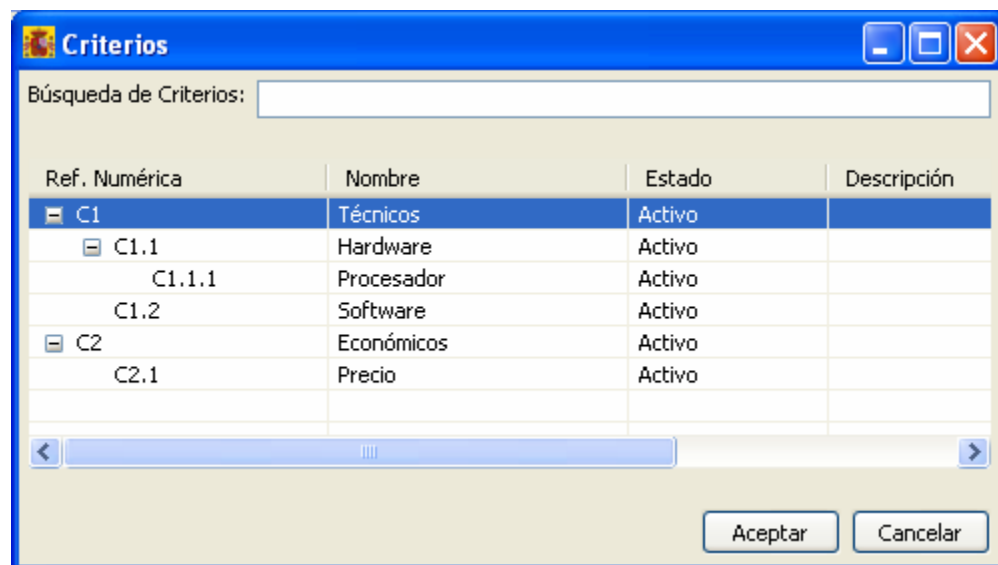 Criterios
Búsqueda de Criterios:
Ref. Numérica Nombre Estado Descripción
C1 Técnicos Activo
C1.1 Hardware Activo
C1.1.1 Procesador Activo
C1.2 Software Activo
C2 Económicos Activo
C2.1 Precio Activo
Aceptar Cancelar